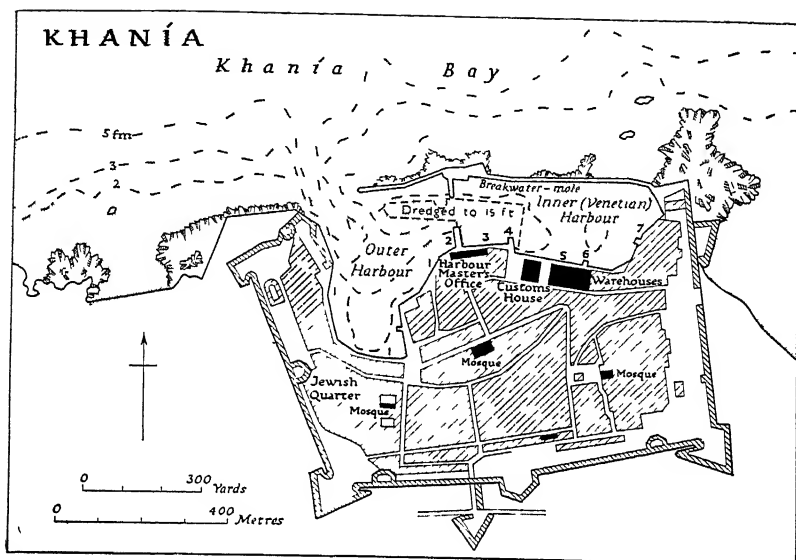 KHANÍA
Khanía Bay
5 fm
3
2
Breakwater-mole
Dredged to 15 ft
Inner (Venetian)
Harbour
Outer
Harbour
2 3 4 5 6 7
Harbour
Master's
Office
Customs
House
Warehouses
Mosque
Mosque
Jewish
Quarter
Mosque
0 300 Yards
0 400 Metres